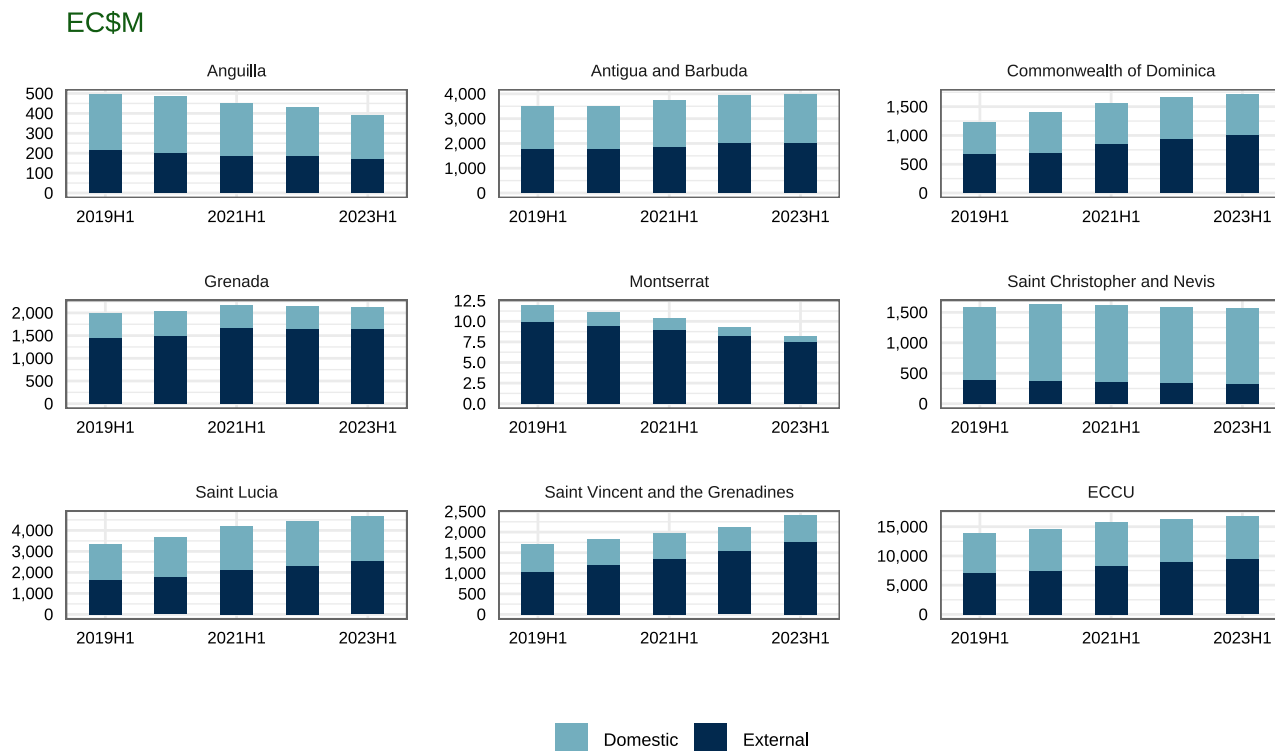 EC$M
Anguilla
500
400
300
200
100
0
2019H1 2021H1 2023H1
Antigua and Barbuda
4,000
3,000
2,000
1,000
0
2019H1 2021H1 2023H1
Commonwealth of Dominica
1,500
1,000
500
0
2019H1 2021H1 2023H1
Grenada
2,000
1,500
1,000
500
0
2019H1 2021H1 2023H1
Montserrat
12.5
10.0
7.5
5.0
2.5
0.0
2019H1 2021H1 2023H1
Saint Christopher and Nevis
1,500
1,000
500
0
2019H1 2021H1 2023H1
Saint Lucia
4,000
3,000
2,000
1,000
0
2019H1 2021H1 2023H1
Saint Vincent and the Grenadines
2,500
2,000
1,500
1,000
500
0
2019H1 2021H1 2023H1
ECCU
15,000
10,000
5,000
0
2019H1 2021H1 2023H1
Domestic External